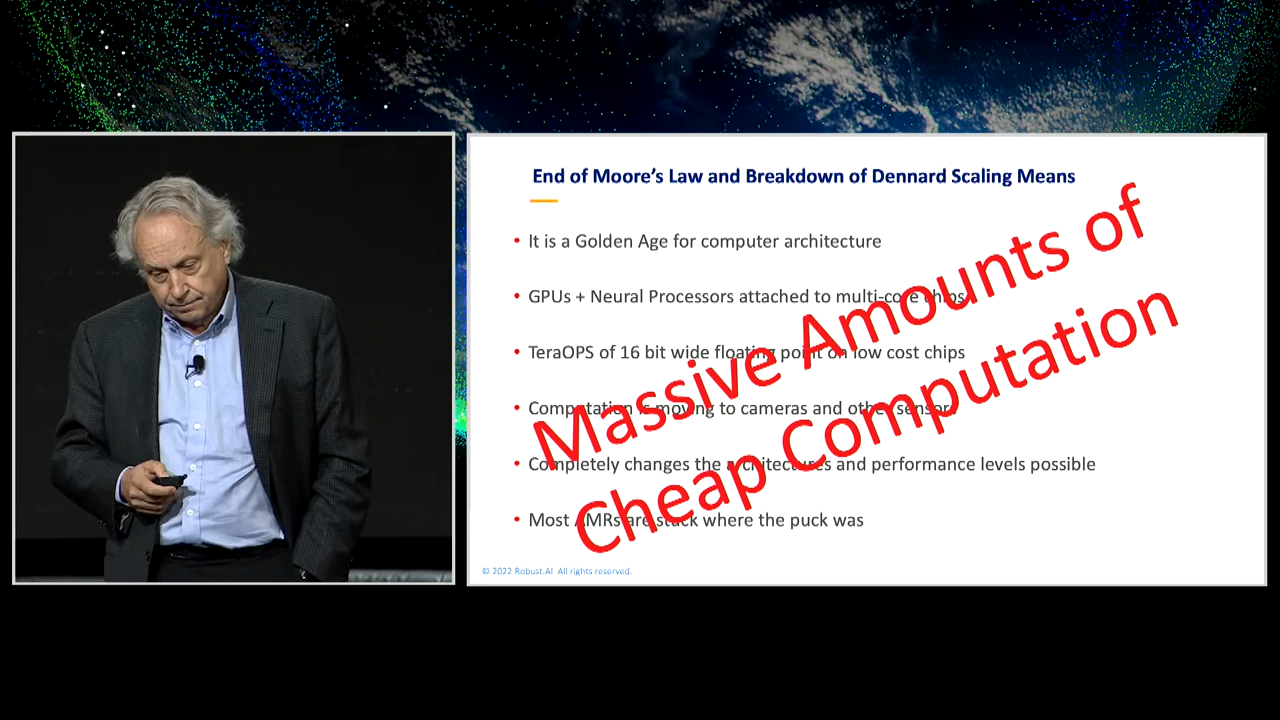 End of Moore's Law and Breakdown of Dennard Scaling Means
• It is a Golden Age for computer architecture
• GPUs + Neural Processors attached to multi-core chips
• TeraOPS of 16 bit wide floating point on low cost chips
• Computation is moving to cameras and other sensors
• Completely changes the architectures and performance levels possible
• Most AMRs are stuck where the puck was
Massive Amounts of
Cheap Computation
© 2022 Robust.AI All rights reserved.